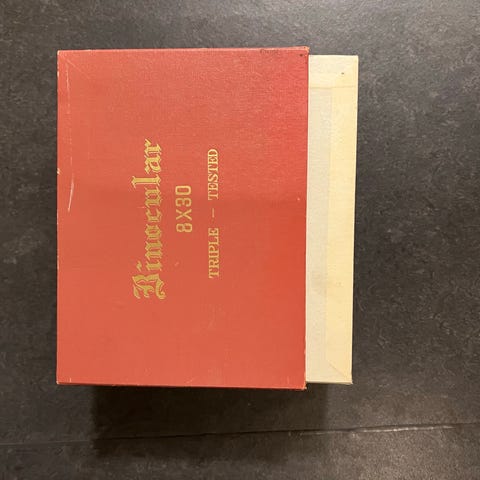 Binocular
8X30
TRIPLE – TESTED